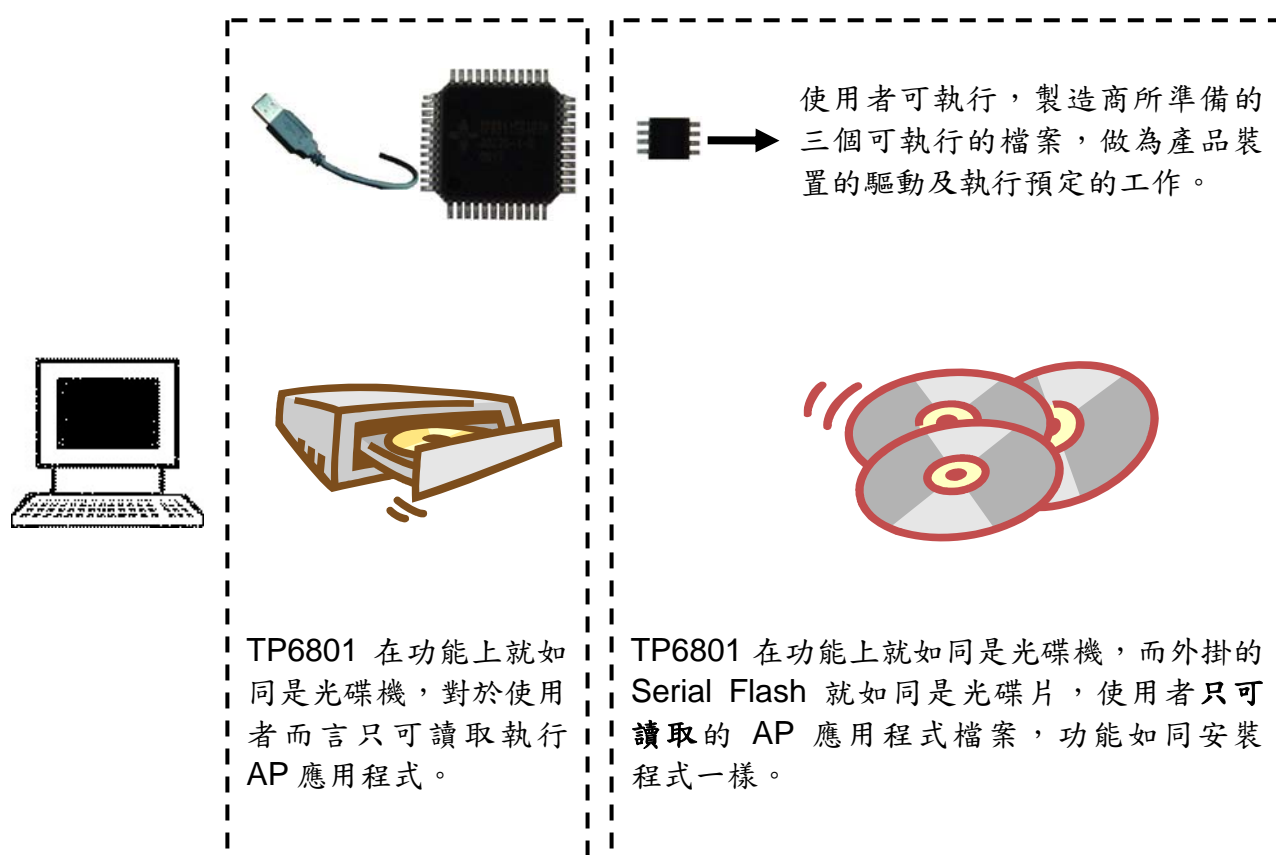 使用者可執行，製造商所準備的
三個可執行的檔案，做為產品裝
置的驅動及執行預定的工作。
TP6801 在功能上就如
同是光碟機，對於使用
者而言只可讀取執行
AP 應用程式。
TP6801 在功能上就如同是光碟機，而外掛的
Serial Flash 就如同是光碟片，使用者只可
讀取的 AP 應用程式檔案，功能如同安裝
程式一樣。